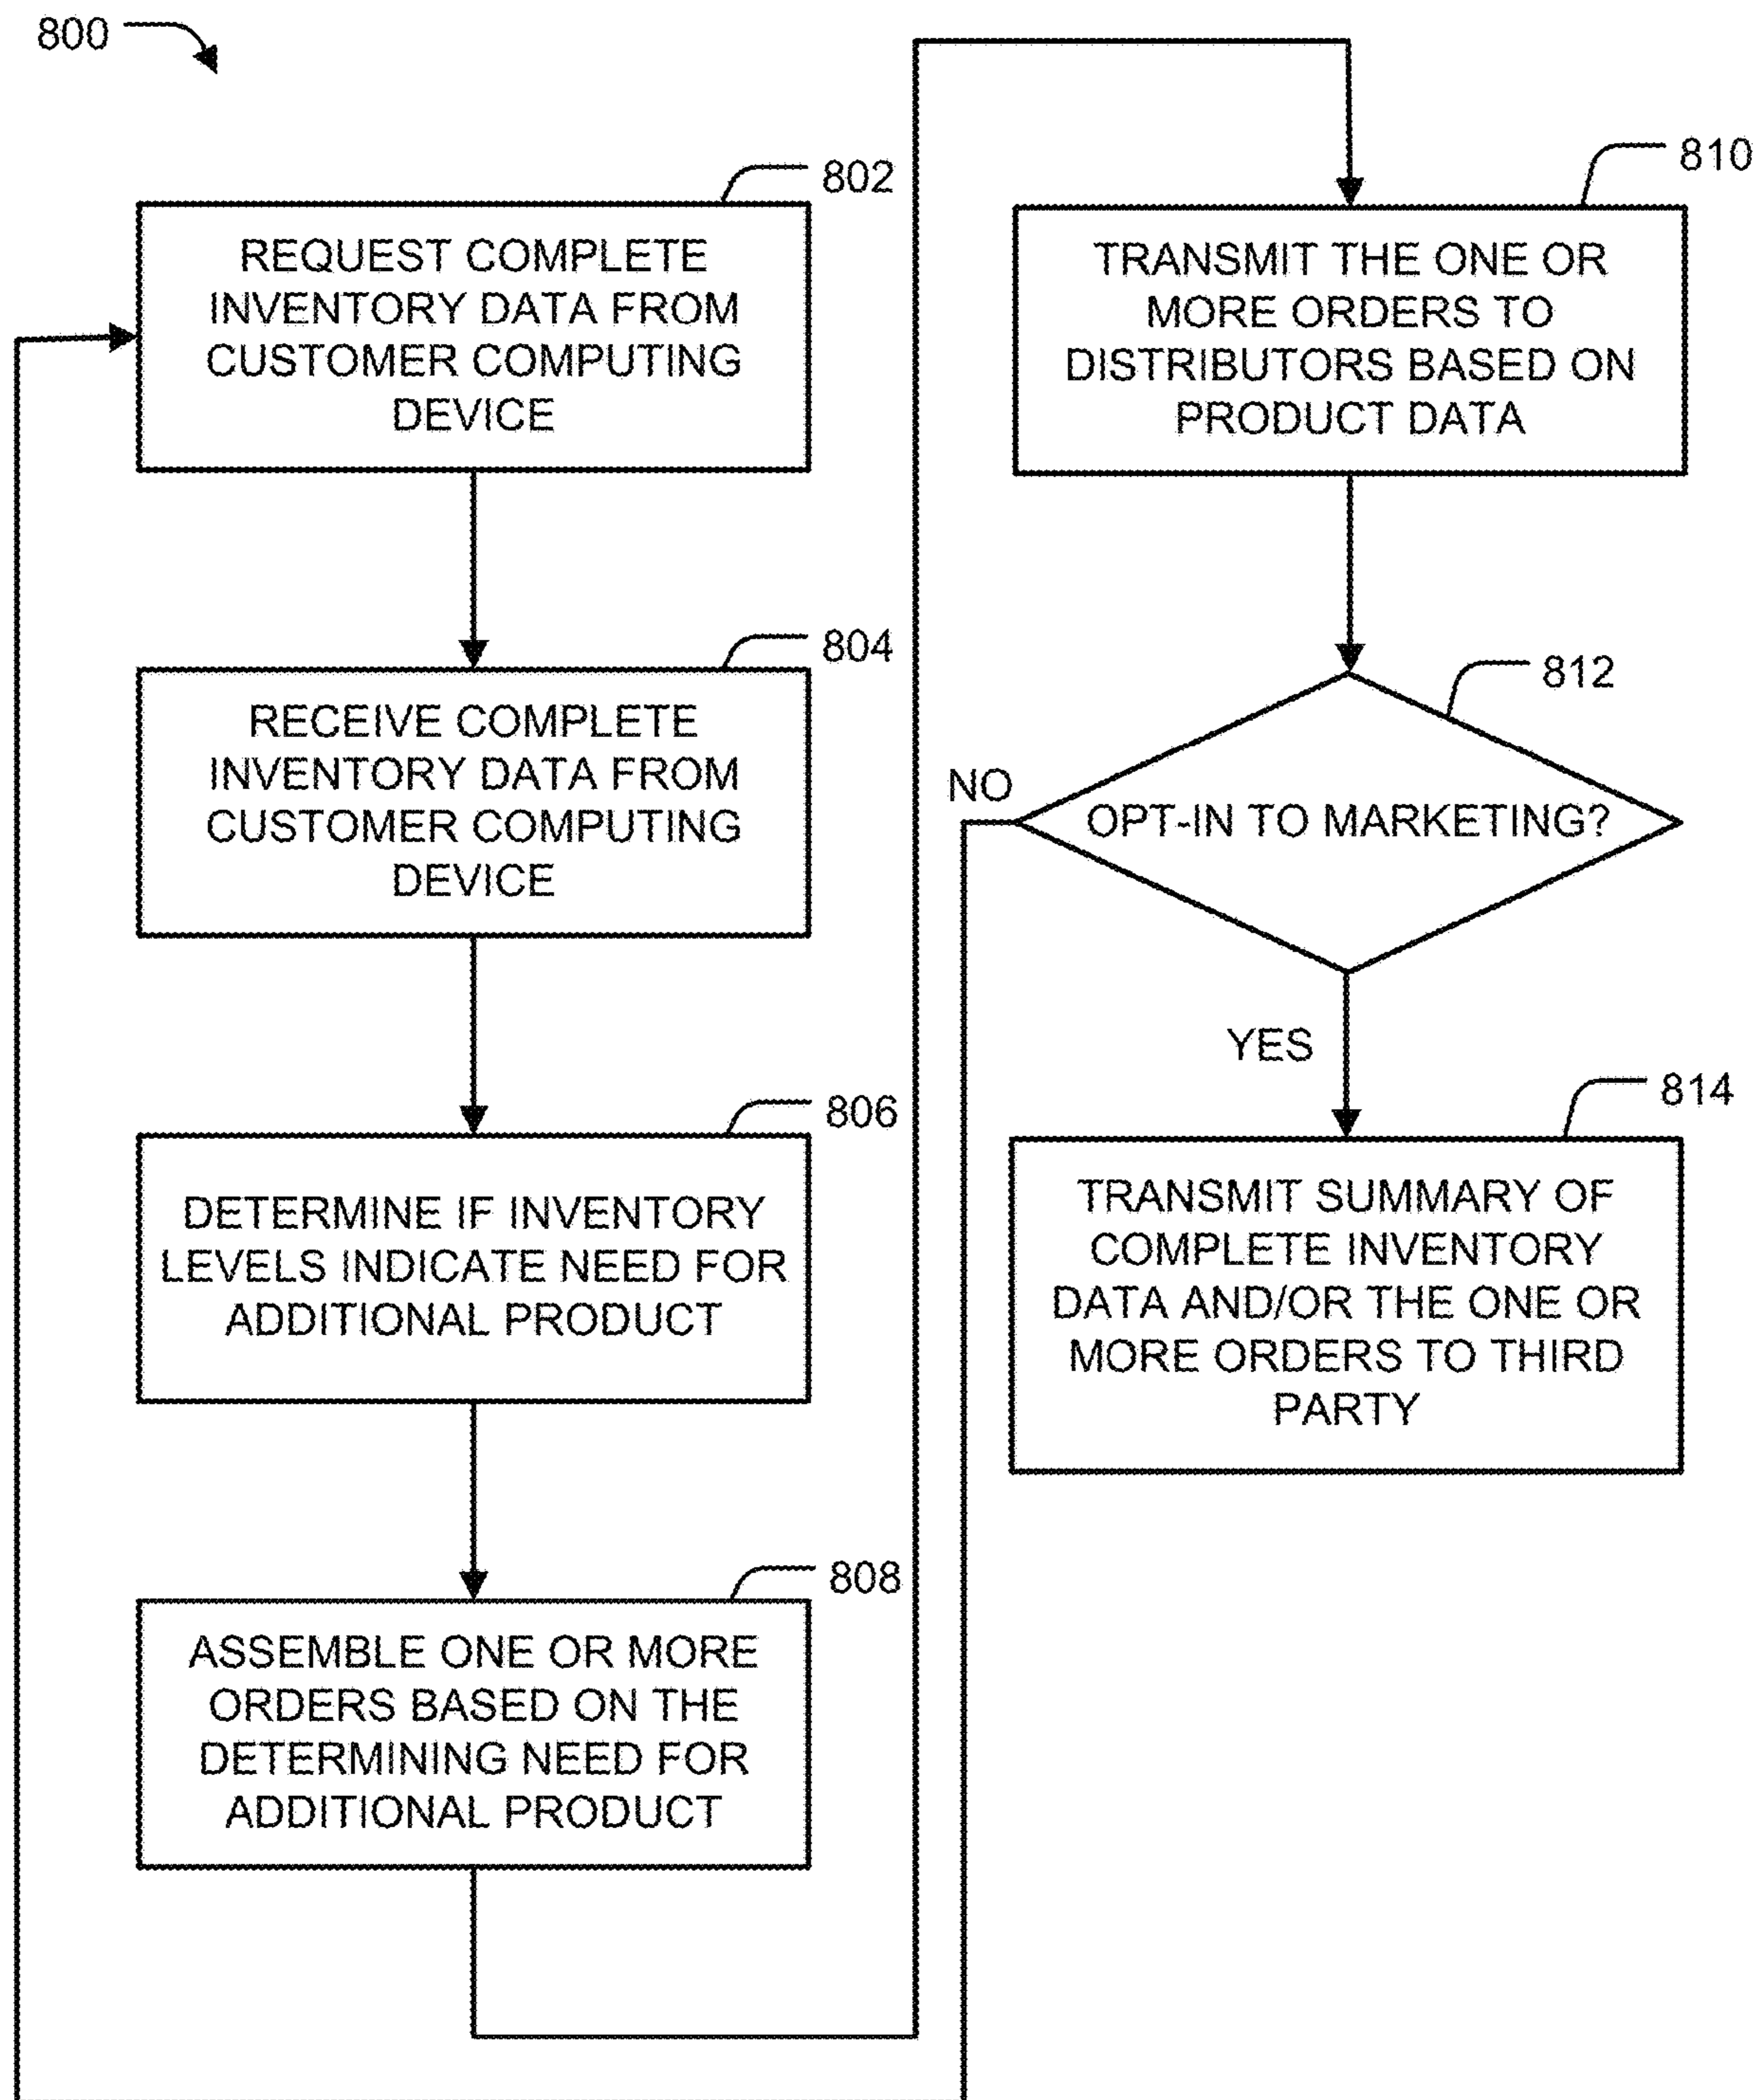 800
802
REQUEST COMPLETE
INVENTORY DATA FROM
CUSTOMER COMPUTING
DEVICE
804
RECEIVE COMPLETE
INVENTORY DATA FROM
CUSTOMER COMPUTING
DEVICE
806
DETERMINE IF INVENTORY
LEVELS INDICATE NEED FOR
ADDITIONAL PRODUCT
808
ASSEMBLE ONE OR MORE
ORDERS BASED ON THE
DETERMINING NEED FOR
ADDITIONAL PRODUCT
810
TRANSMIT THE ONE OR
MORE ORDERS TO
DISTRIBUTORS BASED ON
PRODUCT DATA
812
NO
OPT-IN TO MARKETING?
YES
814
TRANSMIT SUMMARY OF
COMPLETE INVENTORY
DATA AND/OR THE ONE OR
MORE ORDERS TO THIRD
PARTY